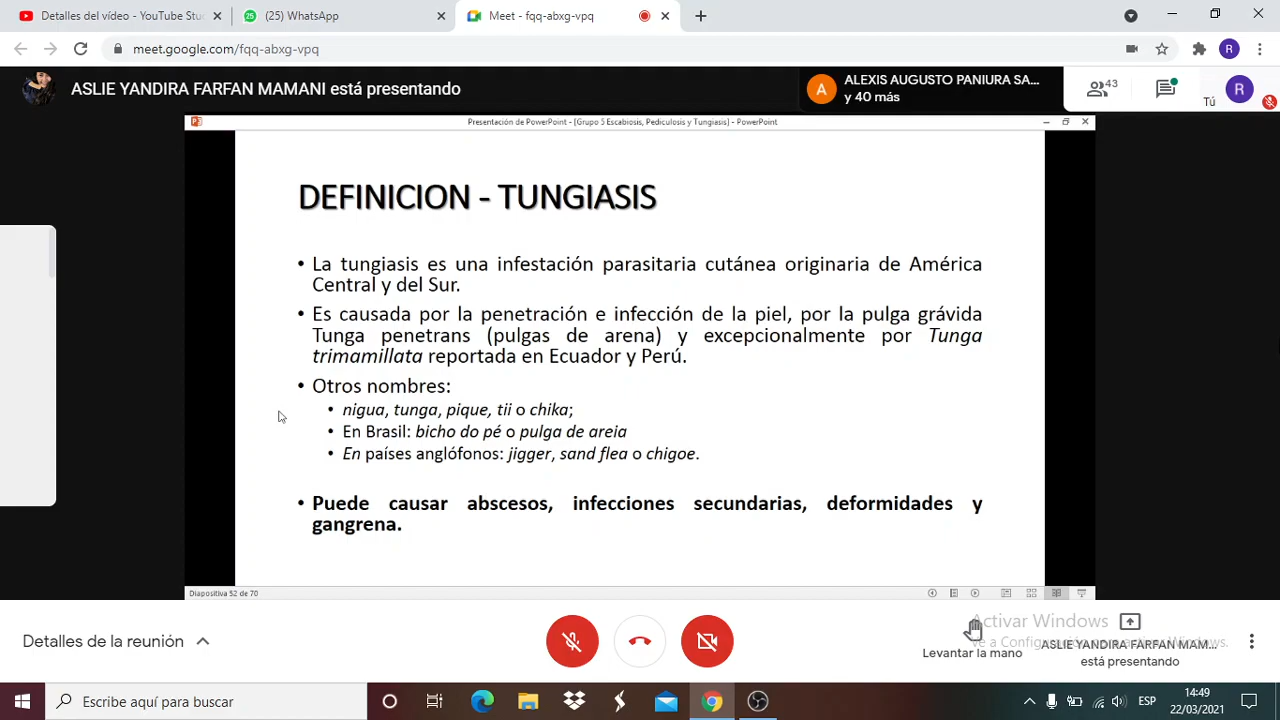 Detalles del vídeo - YouTube Stu
(25) WhatsApp
Meet - fqq-abxg-vpq
meet.google.com/fqq-abxg-vpq
R
ASLIE YANDIRA FARFAN MAMANI está presentando
A
ALEXIS AUGUSTO PANIURA SA...
y 40 más
43
Tú
R
Presentación de PowerPoint - [Grupo 5 Escabiosis, Pediculosis y Tungiasis] - PowerPoint
DEFINICION - TUNGIASIS
• La tungiasis es una infestación parasitaria cutánea originaria de América
Central y del Sur.
• Es causada por la penetración e infección de la piel, por la pulga grávida
Tunga penetrans (pulgas de arena) y excepcionalmente por Tunga
trimamillata reportada en Ecuador y Perú.
• Otros nombres:
• nigua, tunga, pique, tii o chika;
• En Brasil: bicho do pé o pulga de areia
• En países anglófonos: jigger, sand flea o chigoe.
• Puede causar abscesos, infecciones secundarias, deformidades y
gangrena.
Diapositiva 52 de 70
Detalles de la reunión
Activar Windows
Ve a Configuración para activar Windows.
Levantar la mano
ASLIE YANDIRA FARFAN MAM...
está presentando
Escribe aquí para buscar
ESP
14:49
22/03/2021